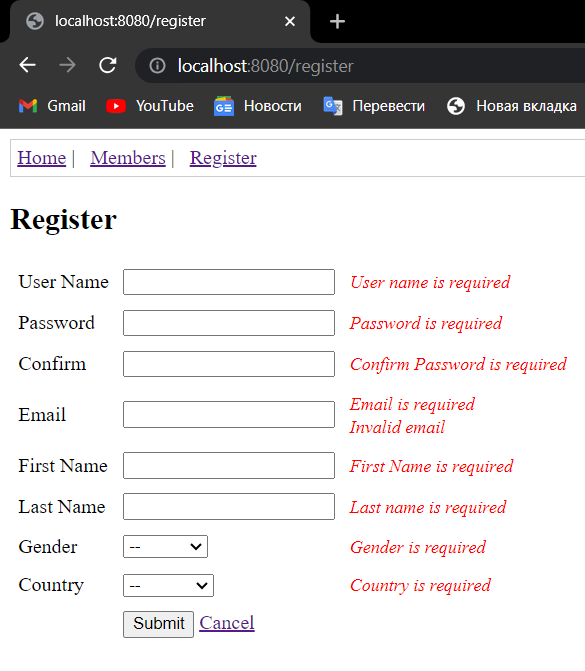 localhost:8080/register
localhost:8080/register
Gmail YouTube Новости Перевести Новая вкладка
Home | Members | Register
Register
User Name User name is required
Password Password is required
Confirm Confirm Password is required
Email Email is required
Invalid email
First Name First Name is required
Last Name Last name is required
Gender -- Gender is required
Country -- Country is required
Submit Cancel